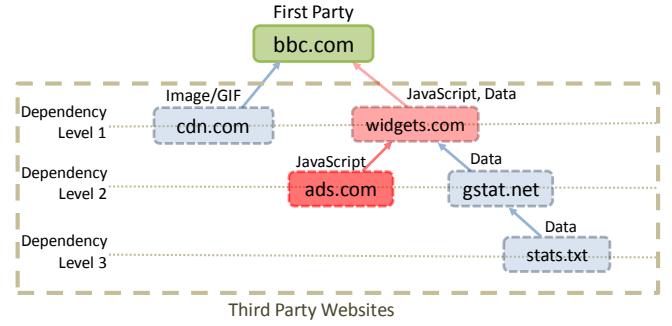 First Party
bbc.com
Image/GIF
JavaScript, Data
Dependency
Level 1
cdn.com
widgets.com
JavaScript
Data
Dependency
Level 2
ads.com
gstat.net
Data
Dependency
Level 3
stats.txt
Third Party Websites